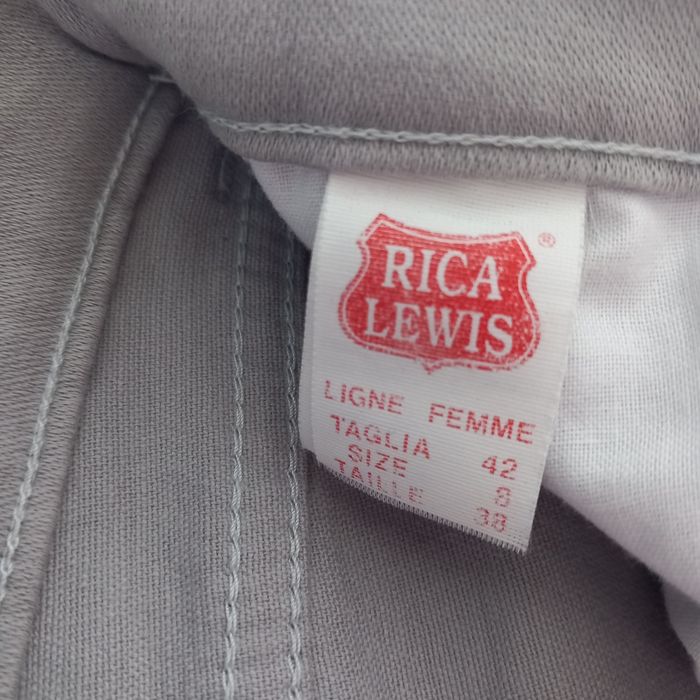 RICA
LEWIS
®
LIGNE FEMME
TAGLIA 42
SIZE 8
TAILLE 38